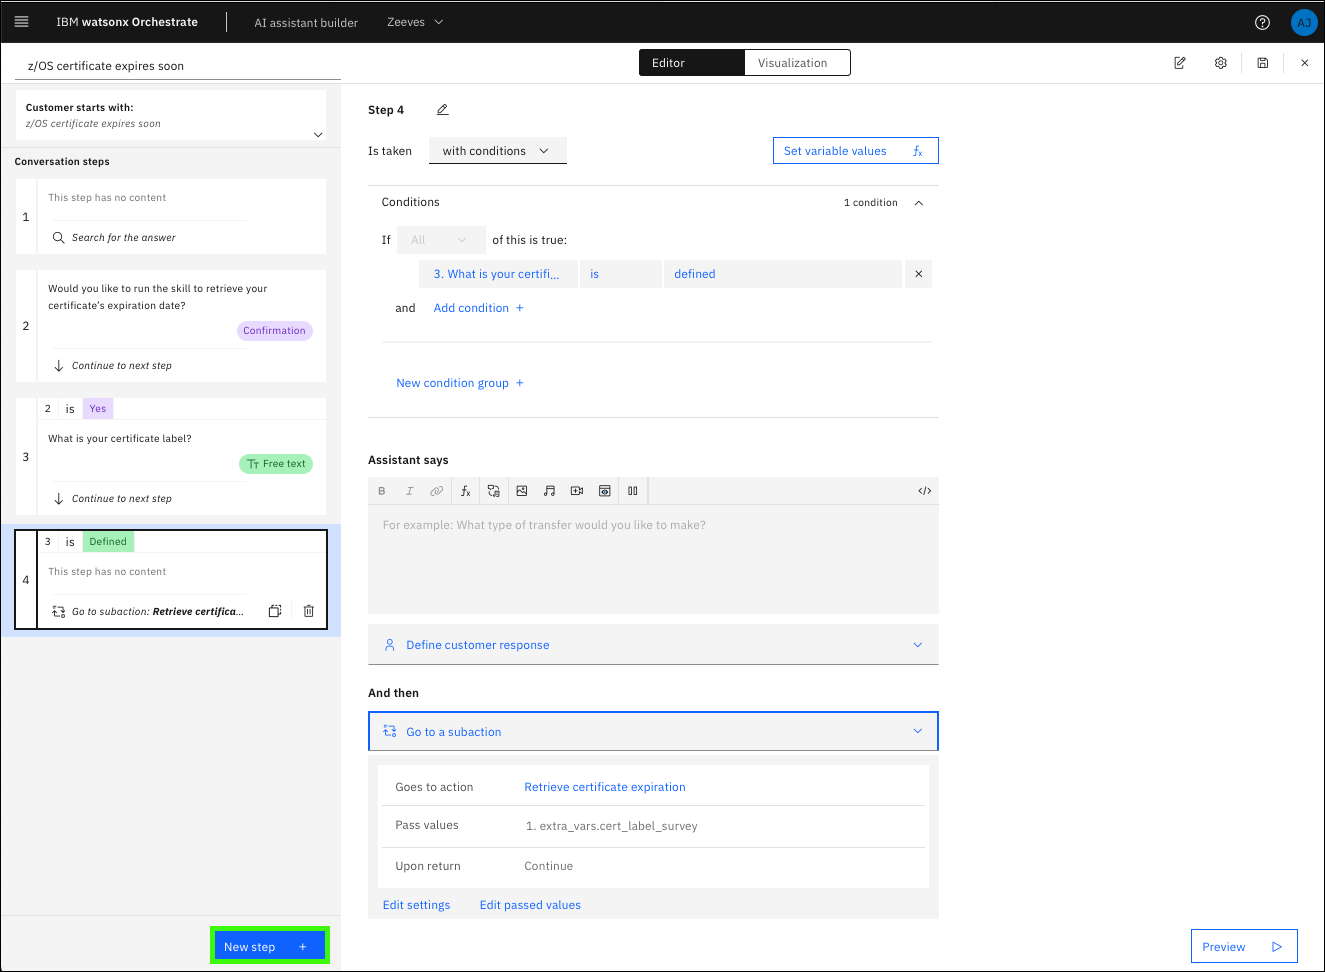 IBM watsonx Orchestrate
AI assistant builder
Zeeves
AJ
z/OS certificate expires soon
Editor
Visualization
Customer starts with:
z/OS certificate expires soon
Conversation steps
1
This step has no content
Search for the answer
2
Would you like to run the skill to retrieve your
certificate's expiration date?
Confirmation
Continue to next step
2 is Yes
3
What is your certificate label?
Free text
Continue to next step
3 is Defined
4
This step has no content
Go to subaction: Retrieve certifica...
New step +
Step 4
Is taken
with conditions
Set variable values fx
Conditions
1 condition
If
All
of this is true:
3. What is your certifi...
is
defined
and
Add condition +
New condition group +
Assistant says
B I fx </>
For example: What type of transfer would you like to make?
Define customer response
And then
Go to a subaction
Goes to action
Retrieve certificate expiration
Pass values
1. extra_vars.cert_label_survey
Upon return
Continue
Edit settings
Edit passed values
Preview